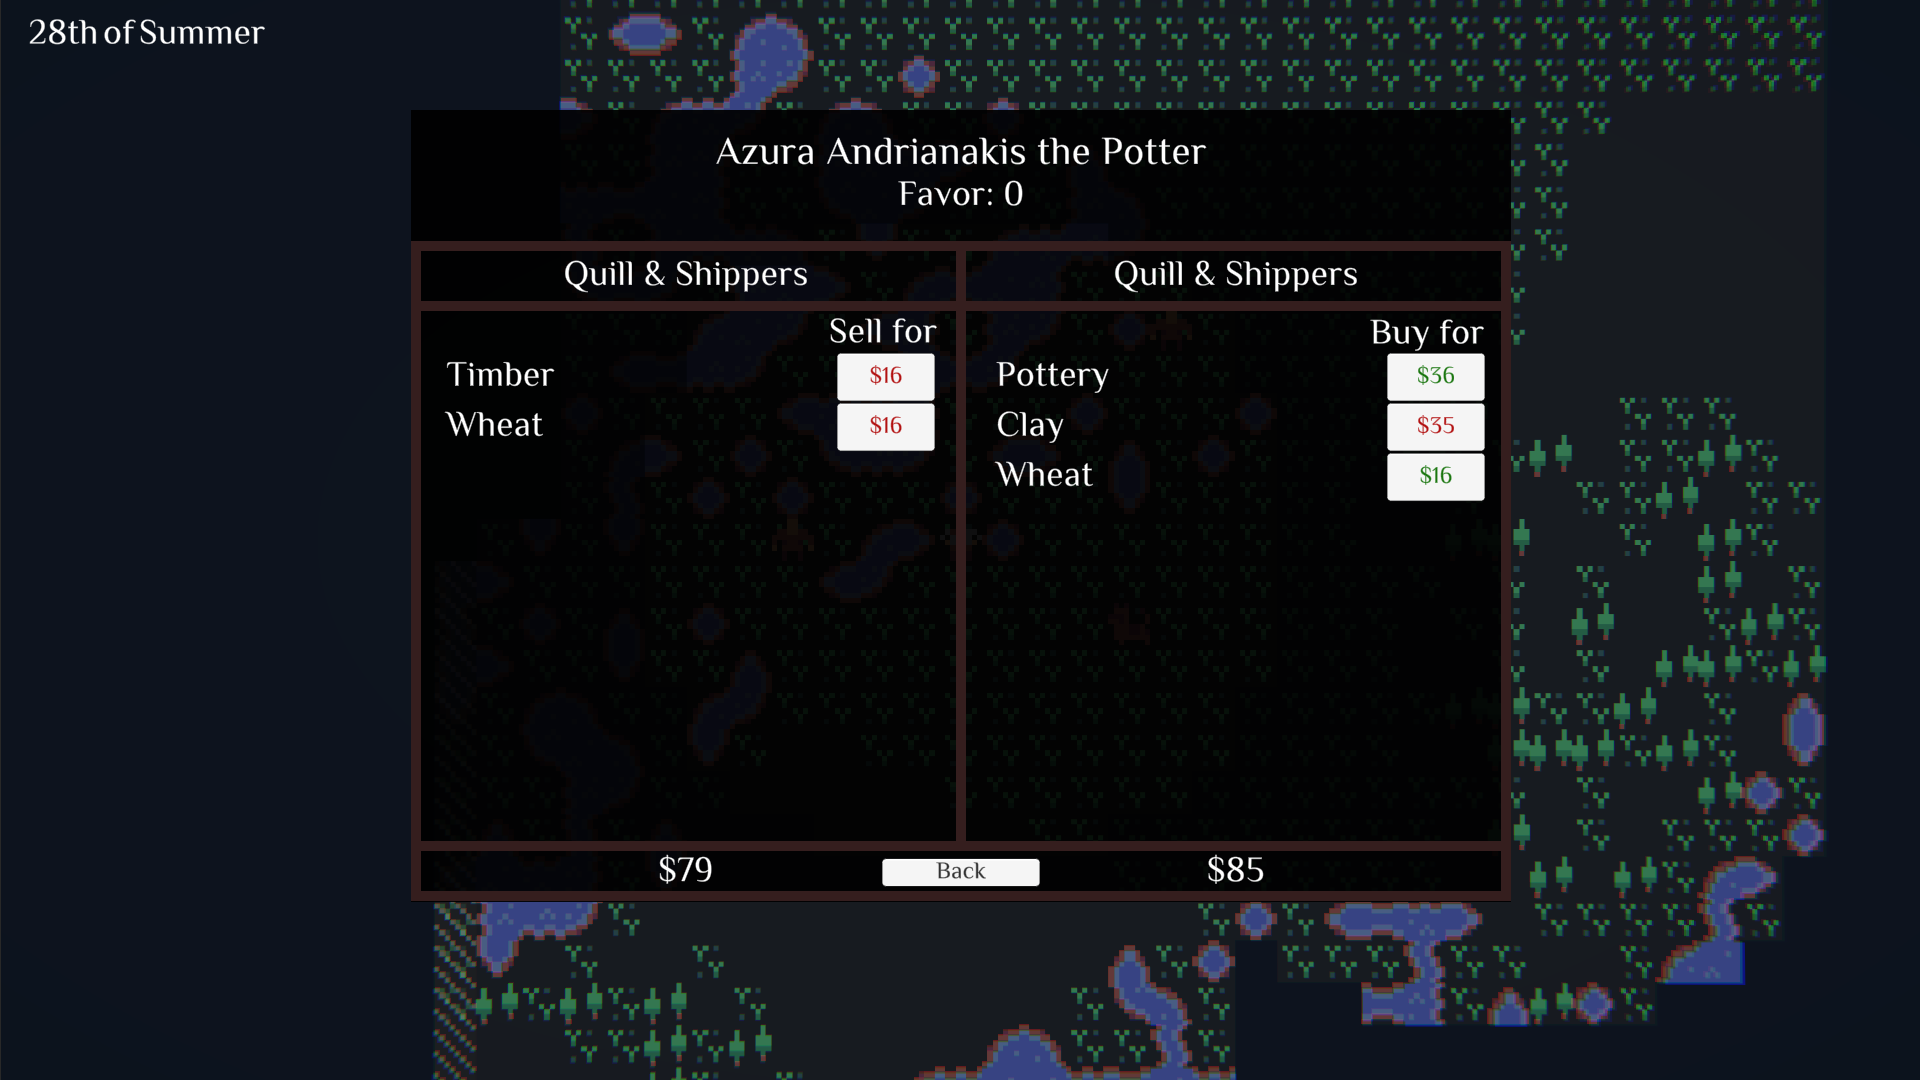 28th of Summer
Azura Andrianakis the Potter
Favor: 0
Quill & Shippers
Quill & Shippers
Sell for
Timber $16
Wheat $16
Buy for
Pottery $36
Clay $35
Wheat $16
$79
Back
$85